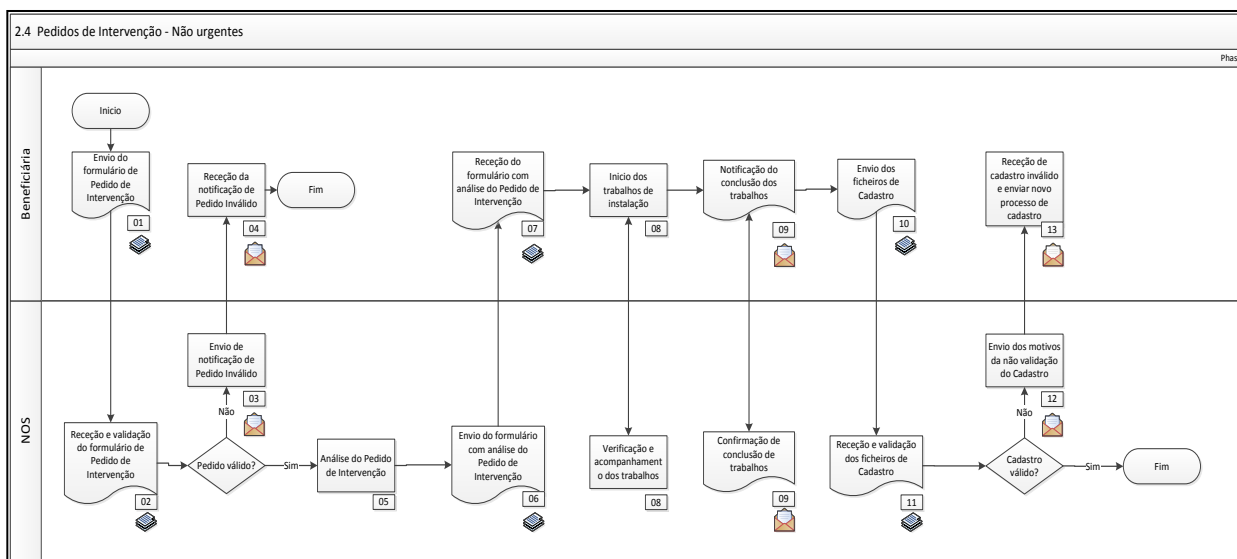 2.4 Pedidos de Intervenção - Não urgentes
Phas
Beneficiária
Inicio
Envio do
formulário de
Pedido de
Intervenção
01
Receção da
notificação de
Pedido Inválido
04
Fim
Receção do
formulário com
análise do Pedido de
Intervenção
07
Inicio dos
trabalhos de
instalação
08
Notificação do
conclusão dos
trabalhos
09
Envio dos
ficheiros de
Cadastro
10
Receção de
cadastro inválido
e enviar novo
processo de
cadastro
13
NOS
Receção e validação
do formulário de
Pedido de
Intervenção
02
Envio de
notificação de
Pedido Inválido
03
Não
Pedido válido?
Sim
Análise do Pedido
de Intervenção
05
Envio do formulário
com análise do
Pedido de
Intervenção
06
Verificação e
acompanhament
o dos trabalhos
08
Confirmação de
conclusão de
trabalhos
09
Receção e validação
dos ficheiros de
Cadastro
11
Envio dos motivos
da não validação
do Cadastro
12
Não
Cadastro
válido?
Sim
Fim